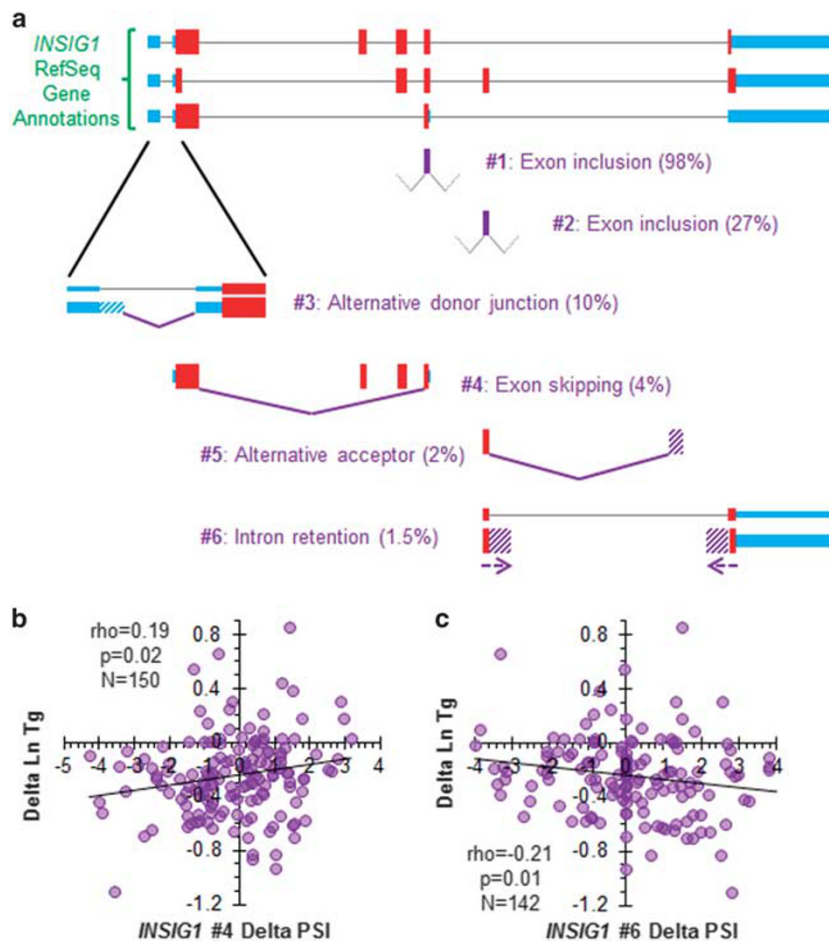 a
INSIG1
RefSeq
Gene
Annotations
#1: Exon inclusion (98%)
#2: Exon inclusion (27%)
#3: Alternative donor junction (10%)
#4: Exon skipping (4%)
#5: Alternative acceptor (2%)
#6: Intron retention (1.5%)
b
rho=0.19
p=0.02
N=150
0.8
0.4
0
-0.4
-0.8
-1.2
-5 -4 -3 -2 -1 0 1 2 3 4
Delta Ln Tg
INSIG1 #4 Delta PSI
c
0.8
0.4
0
-0.4
-0.8
-1.2
-4 -3 -2 -1 0 1 2 3 4
Delta Ln Tg
rho=-0.21
p=0.01
N=142
INSIG1 #6 Delta PSI